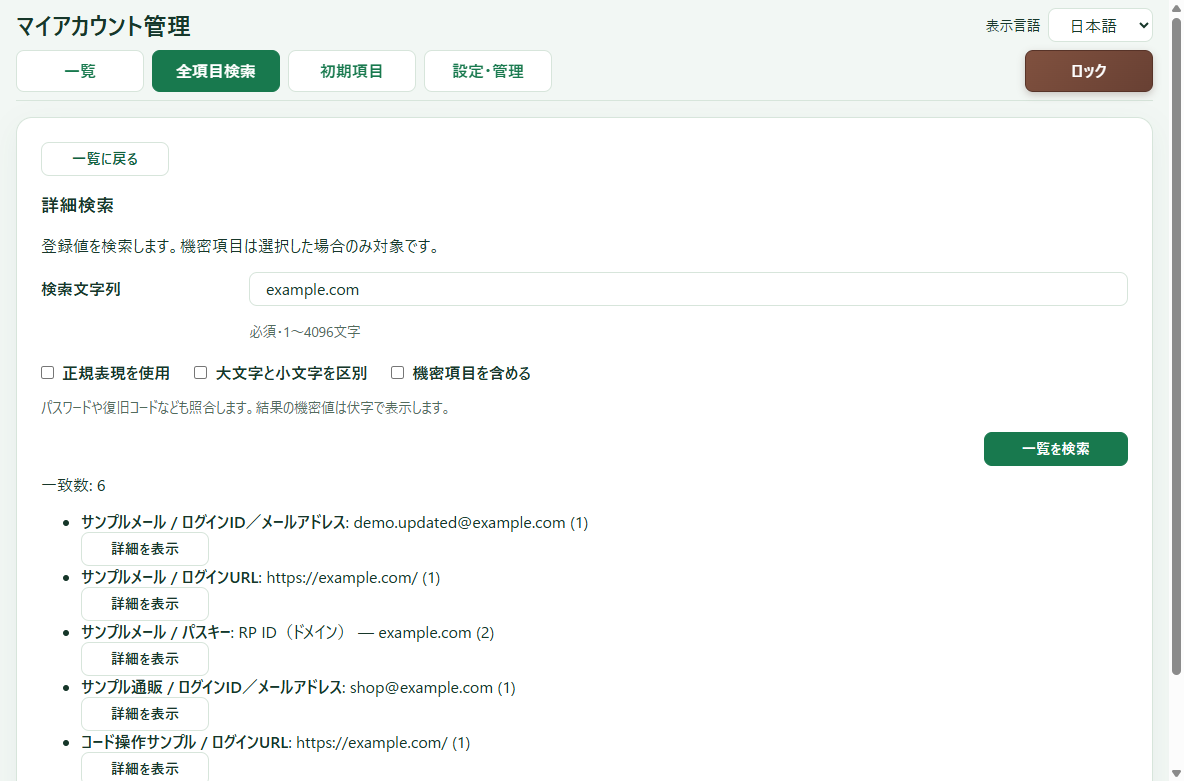 マイアカウント管理
表示言語 日本語
一覧 全項目検索 初期項目 設定・管理 ロック
一覧に戻る
詳細検索
登録値を検索します。機密項目は選択した場合のみ対象です。
検索文字列 example.com
必須・1～4096文字
正規表現を使用 大文字と小文字を区別 機密項目を含める
パスワードや復旧コードなども照合します。結果の機密値は伏字で表示します。
一覧を検索
一致数: 6
サンプルメール / ログインID／メールアドレス: demo.updated@example.com (1)
詳細を表示
サンプルメール / ログインURL: https://example.com/ (1)
詳細を表示
サンプルメール / パスキー: RP ID（ドメイン） — example.com (2)
詳細を表示
サンプル通販 / ログインID／メールアドレス: shop@example.com (1)
詳細を表示
コード操作サンプル / ログインURL: https://example.com/ (1)
詳細を表示